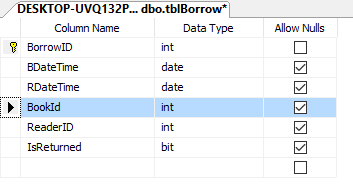 DESKTOP-UVQ132P... dbo.tblBorrow*
Column Name Data Type Allow Nulls
BorrowID int
BDateTime date
RDateTime date
BookId int
ReaderID int
IsReturned bit